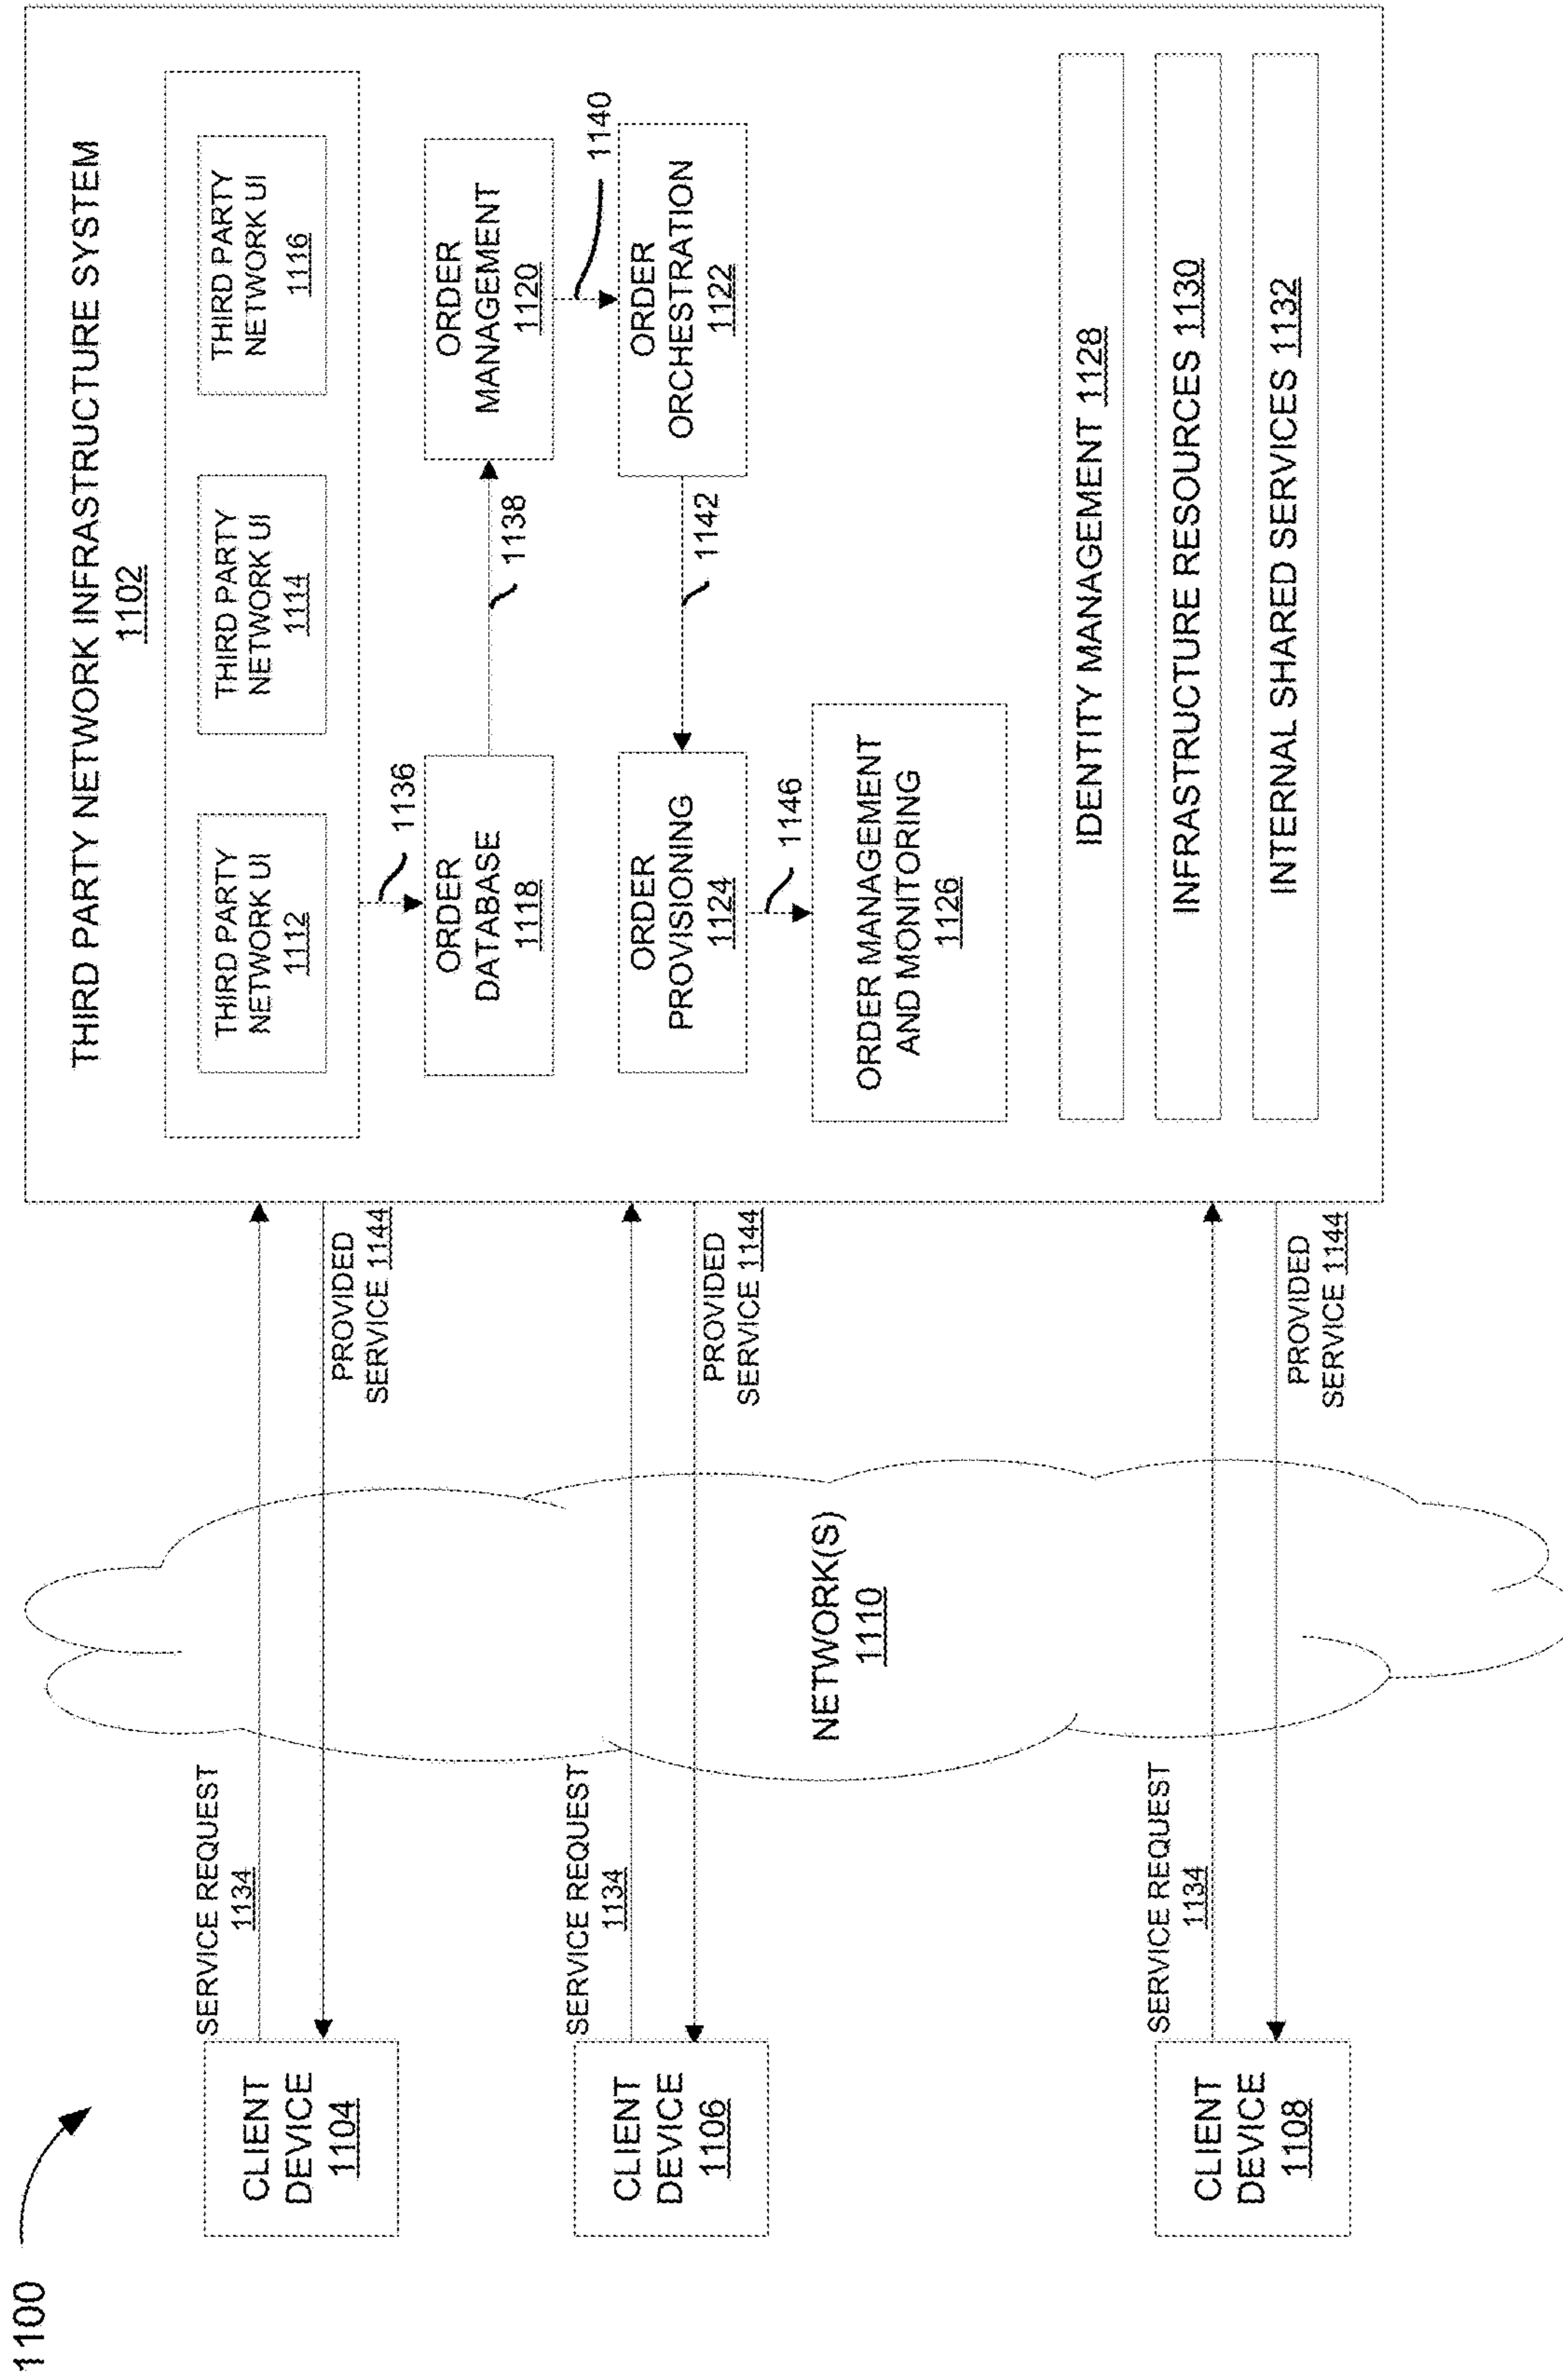 1100
CLIENT
DEVICE
1104
CLIENT
DEVICE
1106
CLIENT
DEVICE
1108
SERVICE REQUEST
1134
SERVICE REQUEST
1134
SERVICE REQUEST
1134
NETWORK(S)
1110
PROVIDED
SERVICE 1144
PROVIDED
SERVICE 1144
PROVIDED
SERVICE 1144
THIRD PARTY NETWORK INFRASTRUCTURE SYSTEM
1102
THIRD PARTY
NETWORK UI
1112
THIRD PARTY
NETWORK UI
1114
THIRD PARTY
NETWORK UI
1116
1136
ORDER
DATABASE
1118
1138
ORDER
MANAGEMENT
1120
1140
ORDER
PROVISIONING
1124
1142
ORDER
ORCHESTRATION
1122
1146
ORDER MANAGEMENT
AND MONITORING
1126
IDENTITY MANAGEMENT 1128
INFRASTRUCTURE RESOURCES 1130
INTERNAL SHARED SERVICES 1132